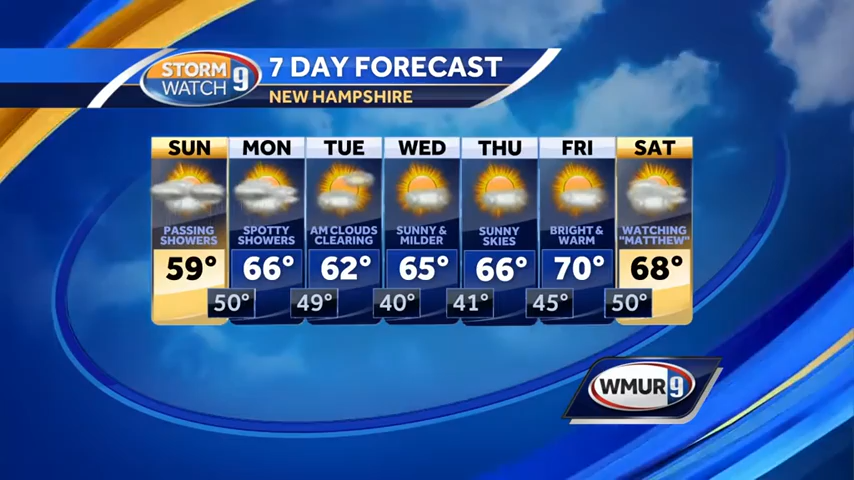 STORM
WATCH 9
7 DAY FORECAST
NEW HAMPSHIRE
SUN MON TUE WED THU FRI SAT
PASSING SPOTTY AM CLOUDS SUNNY & SUNNY BRIGHT & WATCHING
SHOWERS SHOWERS CLEARING MILDER SKIES WARM "MATTHEW"
59° 66° 62° 65° 66° 70° 68°
50° 49° 40° 41° 45° 50°
WMUR 9